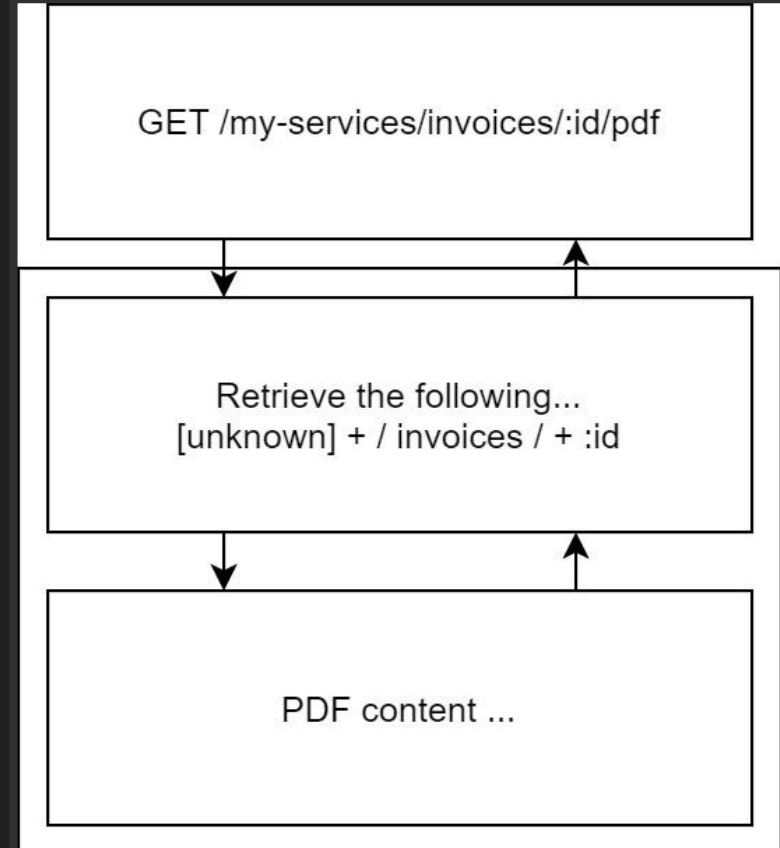 GET /my-services/invoices/:id/pdf
Retrieve the following...
[unknown] + / invoices / + :id
PDF content ...